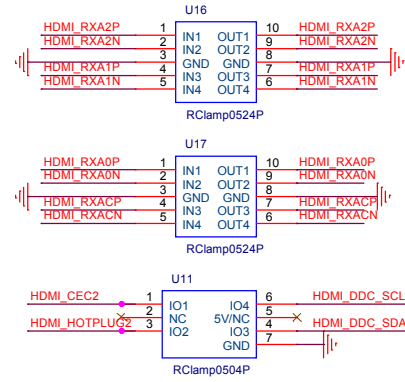 U16
HDMI_RXA2P 1 IN1 OUT1 10 HDMI_RXA2P
HDMI_RXA2N 2 IN2 OUT2 9 HDMI_RXA2N
3 GND GND 8
HDMI_RXA1P 4 IN3 OUT3 7 HDMI_RXA1P
HDMI_RXA1N 5 IN4 OUT4 6 HDMI_RXA1N
RClamp0524P
U17
HDMI_RXA0P 1 IN1 OUT1 10 HDMI_RXA0P
HDMI_RXA0N 2 IN2 OUT2 9 HDMI_RXA0N
3 GND GND 8
HDMI_RXACP 4 IN3 OUT3 7 HDMI_RXACP
HDMI_RXACN 5 IN4 OUT4 6 HDMI_RXACN
RClamp0524P
U11
HDMI_CEC2 1 IO1 IO4 6 HDMI_DDC_SCL
2 NC 5V/NC 5
HDMI_HOTPLUG2 3 IO2 IO3 4 HDMI_DDC_SDA
GND 7
RClamp0504P